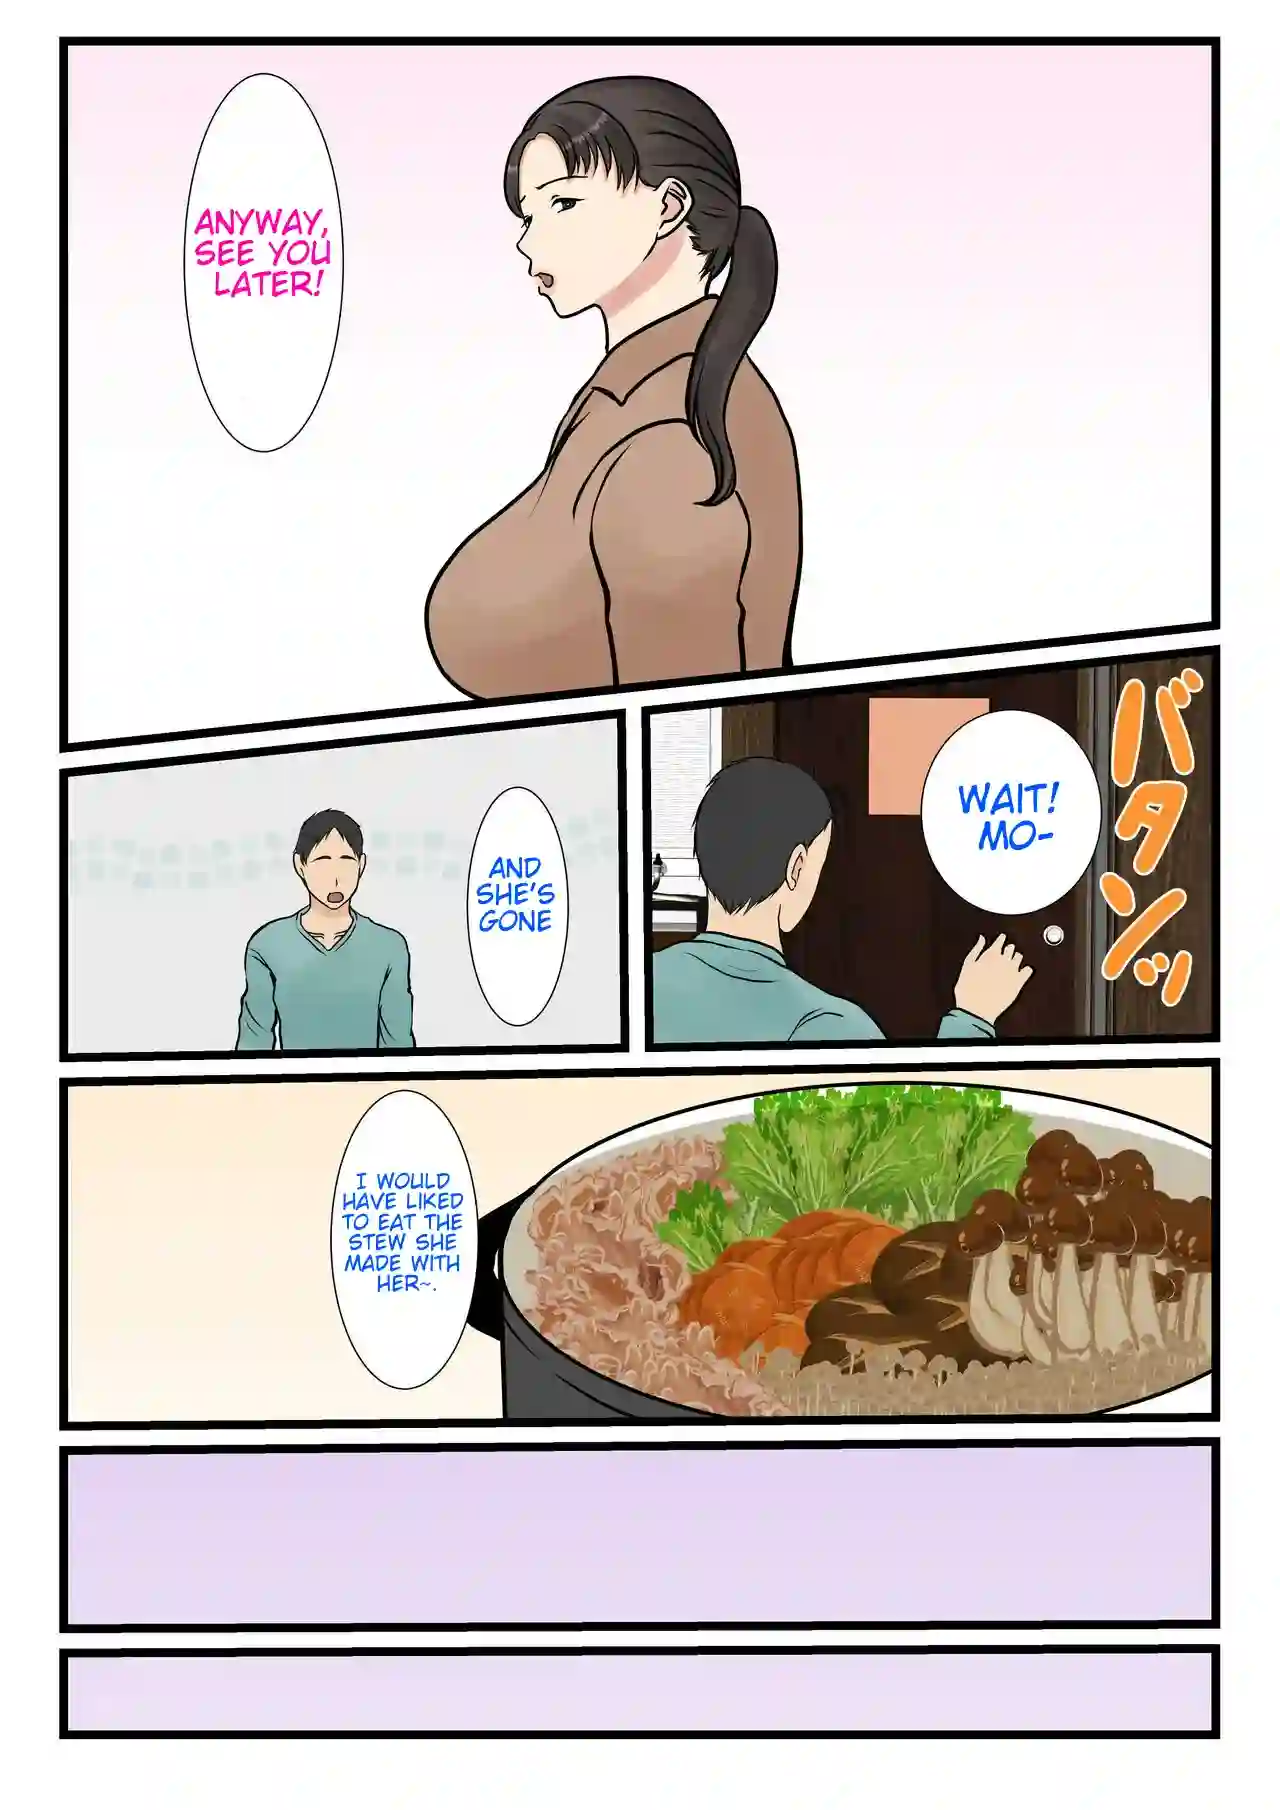 ANYWAY,
SEE YOU
LATER!
WAIT!
MO-
バタンッ
AND
SHE'S
GONE
I WOULD
HAVE LIKED
TO EAT THE
STEW SHE
MADE WITH
HER~.